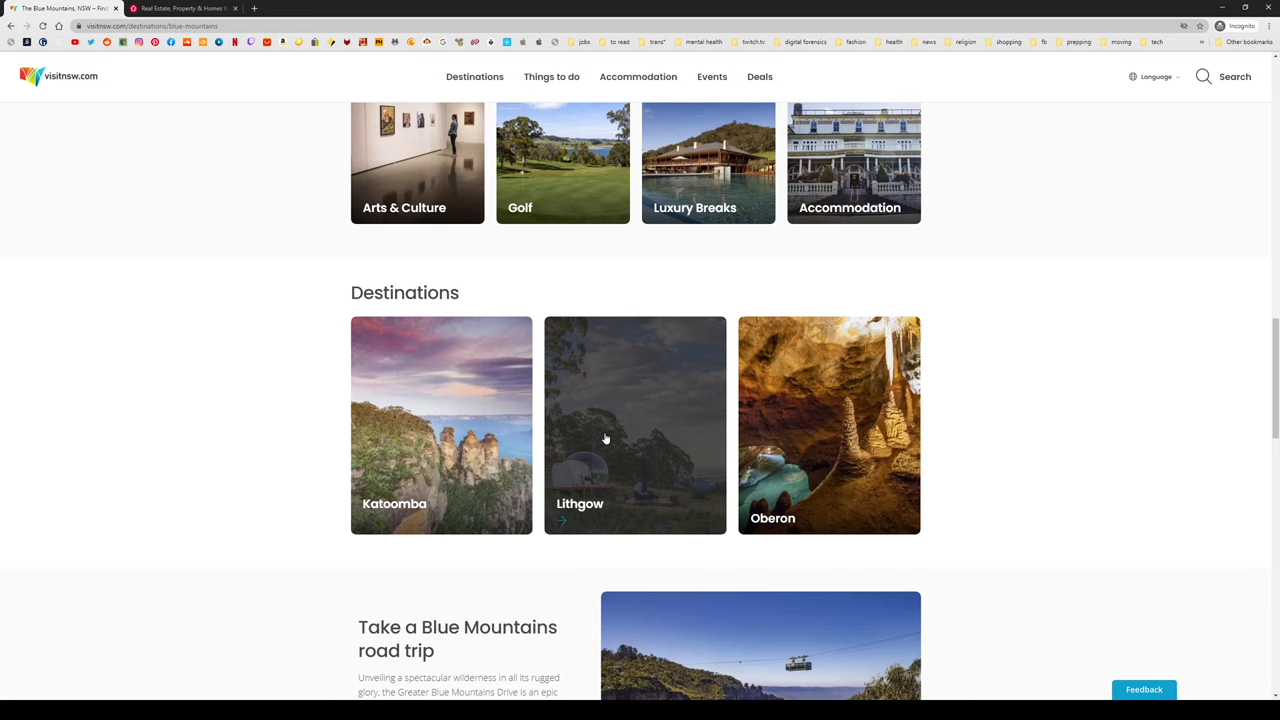 The Blue Mountains, NSW – Find
Real Estate, Property & Homes f
visitnsw.com/destinations/blue-mountains
Incognito
jobs
to read
trans*
mental health
twitch.tv
digital forensics
fashion
health
news
religion
shopping
fb
prepping
moving
tech
Other bookmarks
visitnsw.com
Destinations
Things to do
Accommodation
Events
Deals
Language
Search
Arts & Culture
Golf
Luxury Breaks
Accommodation
Destinations
Katoomba
Lithgow
Oberon
Take a Blue Mountains
road trip
Unveiling a spectacular wilderness in all its rugged
glory, the Greater Blue Mountains Drive is an epic
Feedback